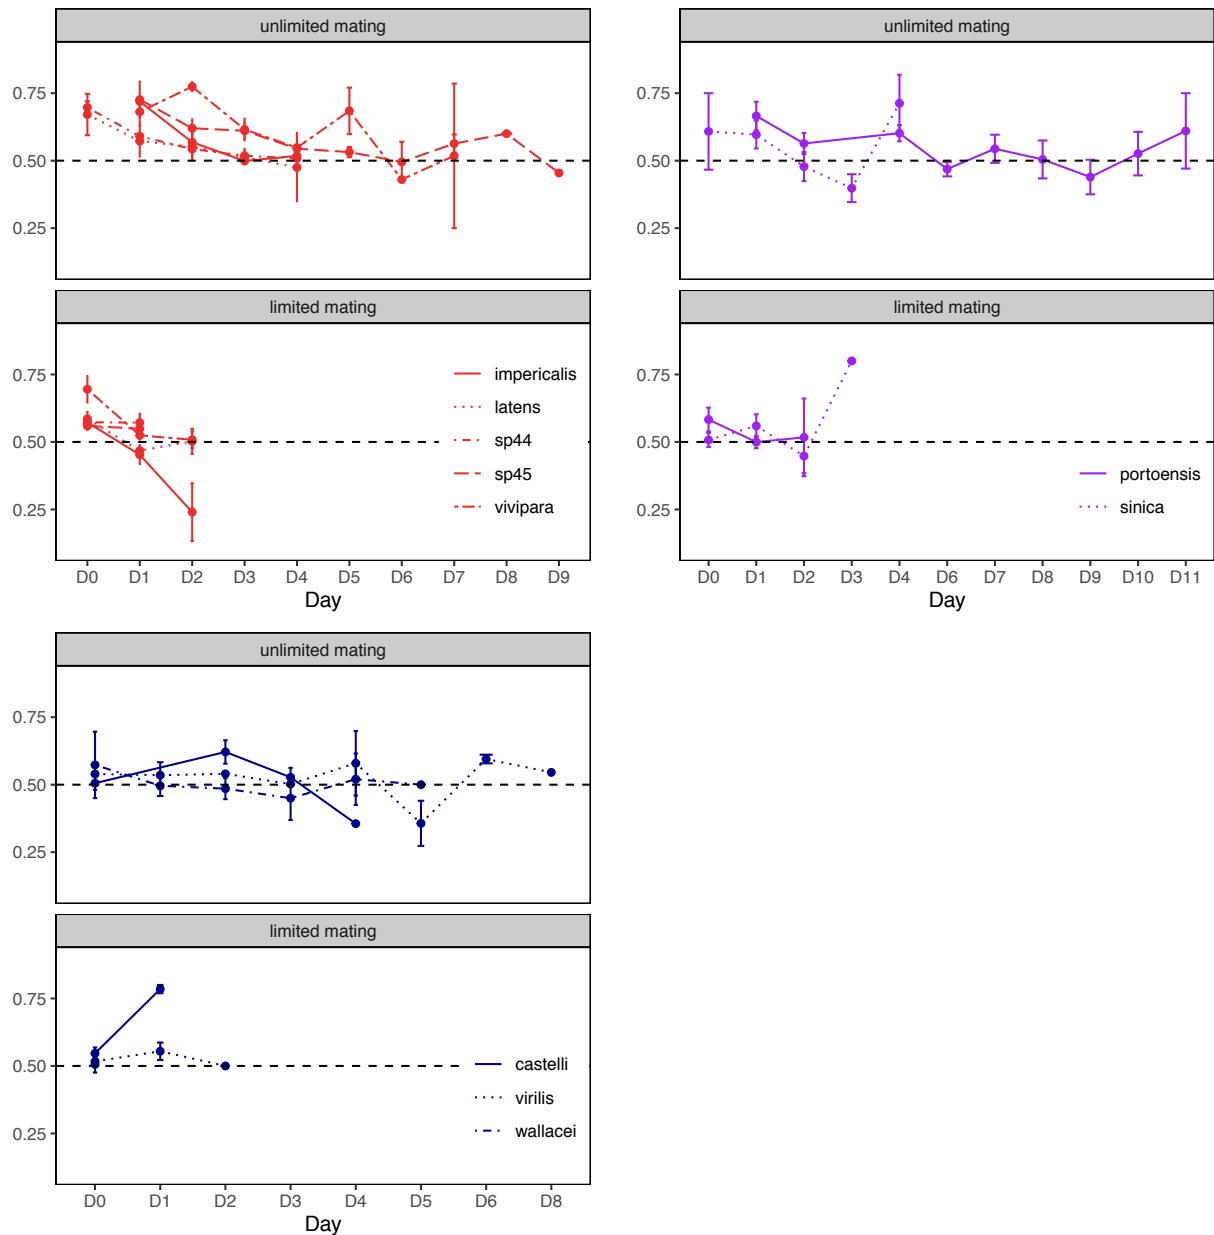 unlimited mating
0.75
0.50
0.25
limited mating
0.75
0.50
0.25
impericalis
latens
sp44
sp45
vivipara
D0 D1 D2 D3 D4 D5 D6 D7 D8 D9
Day
unlimited mating
0.75
0.50
0.25
limited mating
0.75
0.50
0.25
portoensis
sinica
D0 D1 D2 D3 D4 D6 D7 D8 D9 D10 D11
Day
unlimited mating
0.75
0.50
0.25
limited mating
0.75
0.50
0.25
castelli
virilis
wallacei
D0 D1 D2 D3 D4 D5 D6 D8
Day